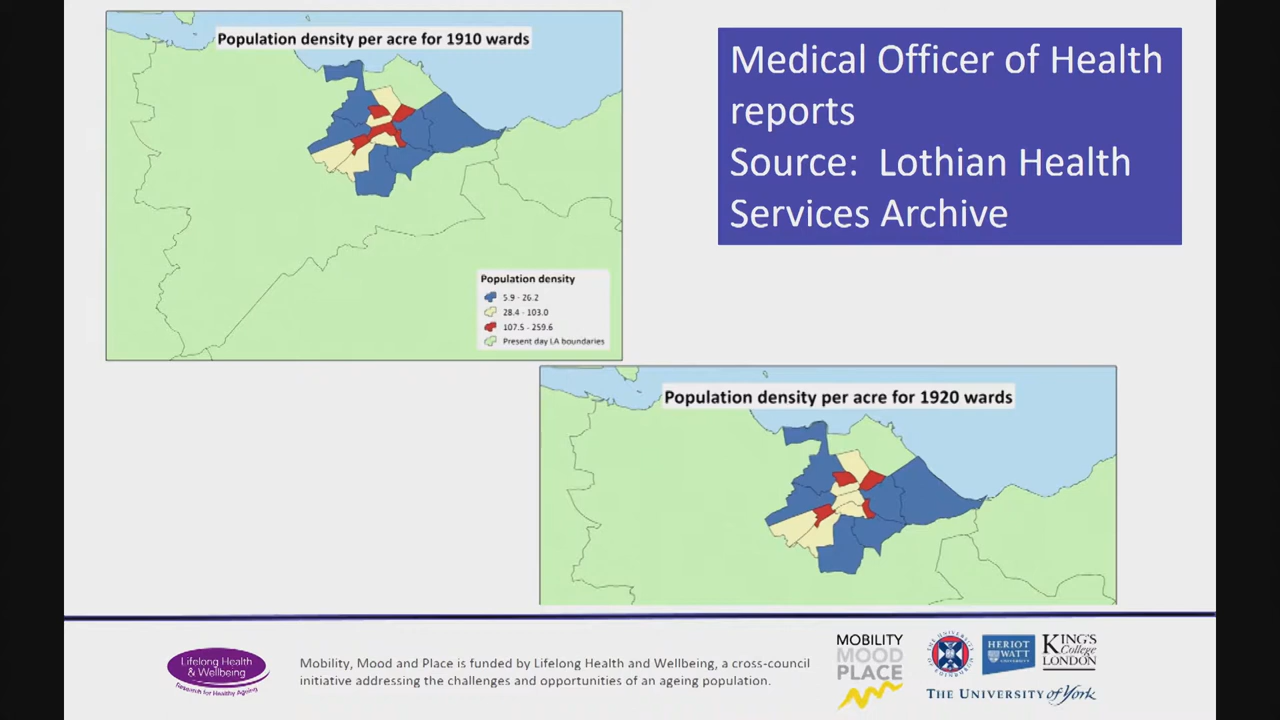 Population density per acre for 1910 wards
Population density
5.9 - 26.2
28.4 - 103.0
107.5 - 259.6
Present day LA boundaries
Medical Officer of Health
reports
Source:  Lothian Health
Services Archive
Population density per acre for 1920 wards
Lifelong Health
& Wellbeing
Research for Healthy Ageing
Mobility, Mood and Place is funded by Lifelong Health and Wellbeing, a cross-council
initiative addressing the challenges and opportunities of an ageing population.
MOBILITY
MOOD
PLACE
HERIOT
WATT
UNIVERSITY
KING'S
College
LONDON
THE UNIVERSITY of York